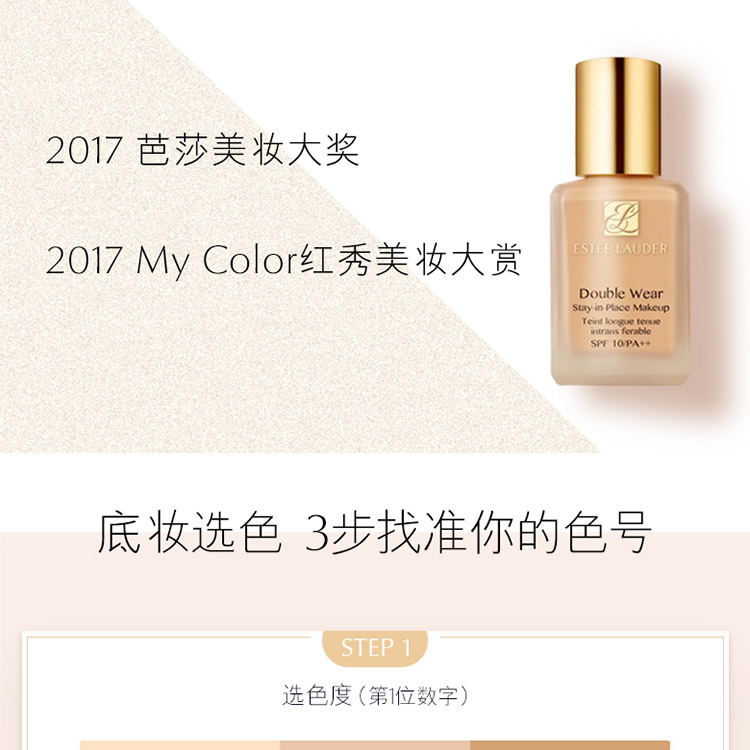 2017 芭莎美妆大奖
2017 My Color红秀美妆大赏
ESTEE LAUDER
Double Wear
Stay-in-Place Makeup
Teint longue tenue
intrans ferable
SPF 10/PA++
底妆选色 3步找准你的色号
STEP 1
选色度（第1位数字）